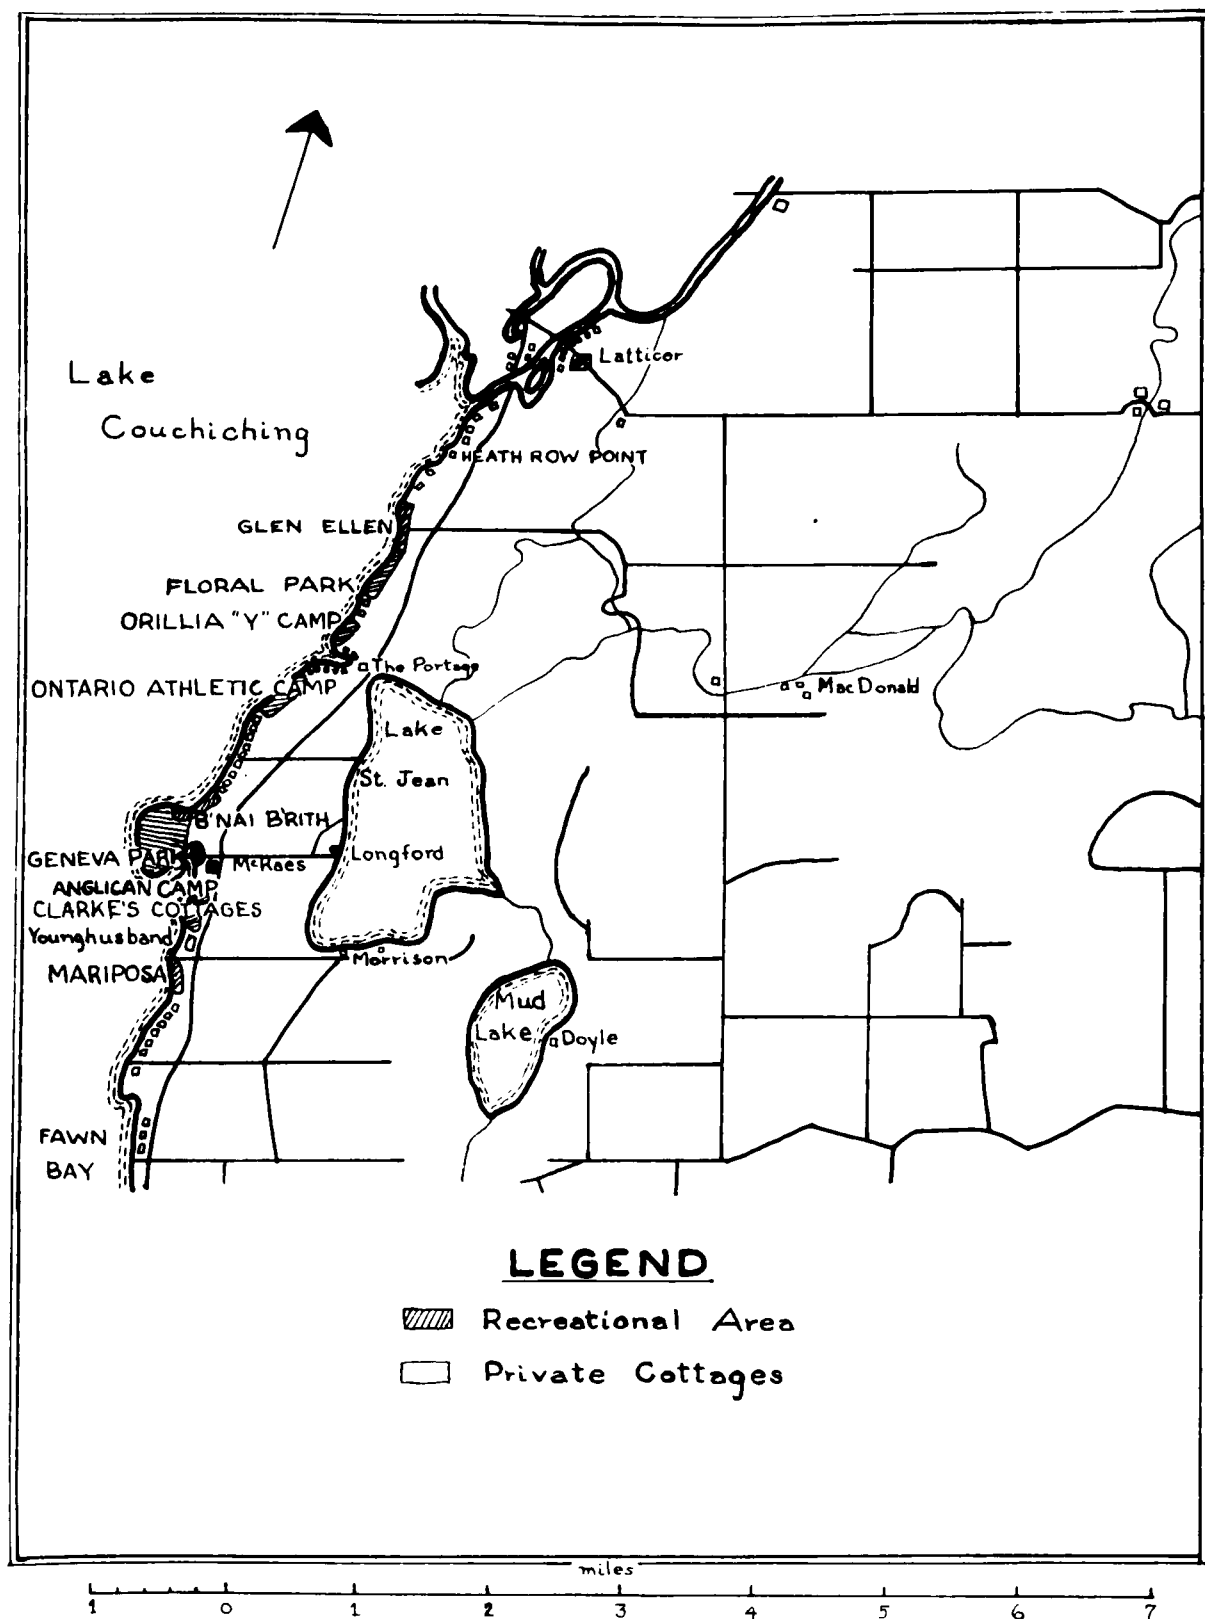 Lake
Couchiching
Latticor
HEATH ROW POINT
GLEN ELLEN
FLORAL PARK
ORILLIA "Y" CAMP
The Portage
ONTARIO ATHLETIC CAMP
MacDonald
Lake
St. Jean
B'NAI B'RITH
GENEVA PARK
McRaes
Longford
ANGLICAN CAMP
CLARKE'S COTTAGES
Younghusband
Morrison
MARIPOSA
Mud
Lake
Doyle
FAWN
BAY
LEGEND
Recreational Area
Private Cottages
miles
1 0 1 2 3 4 5 6 7